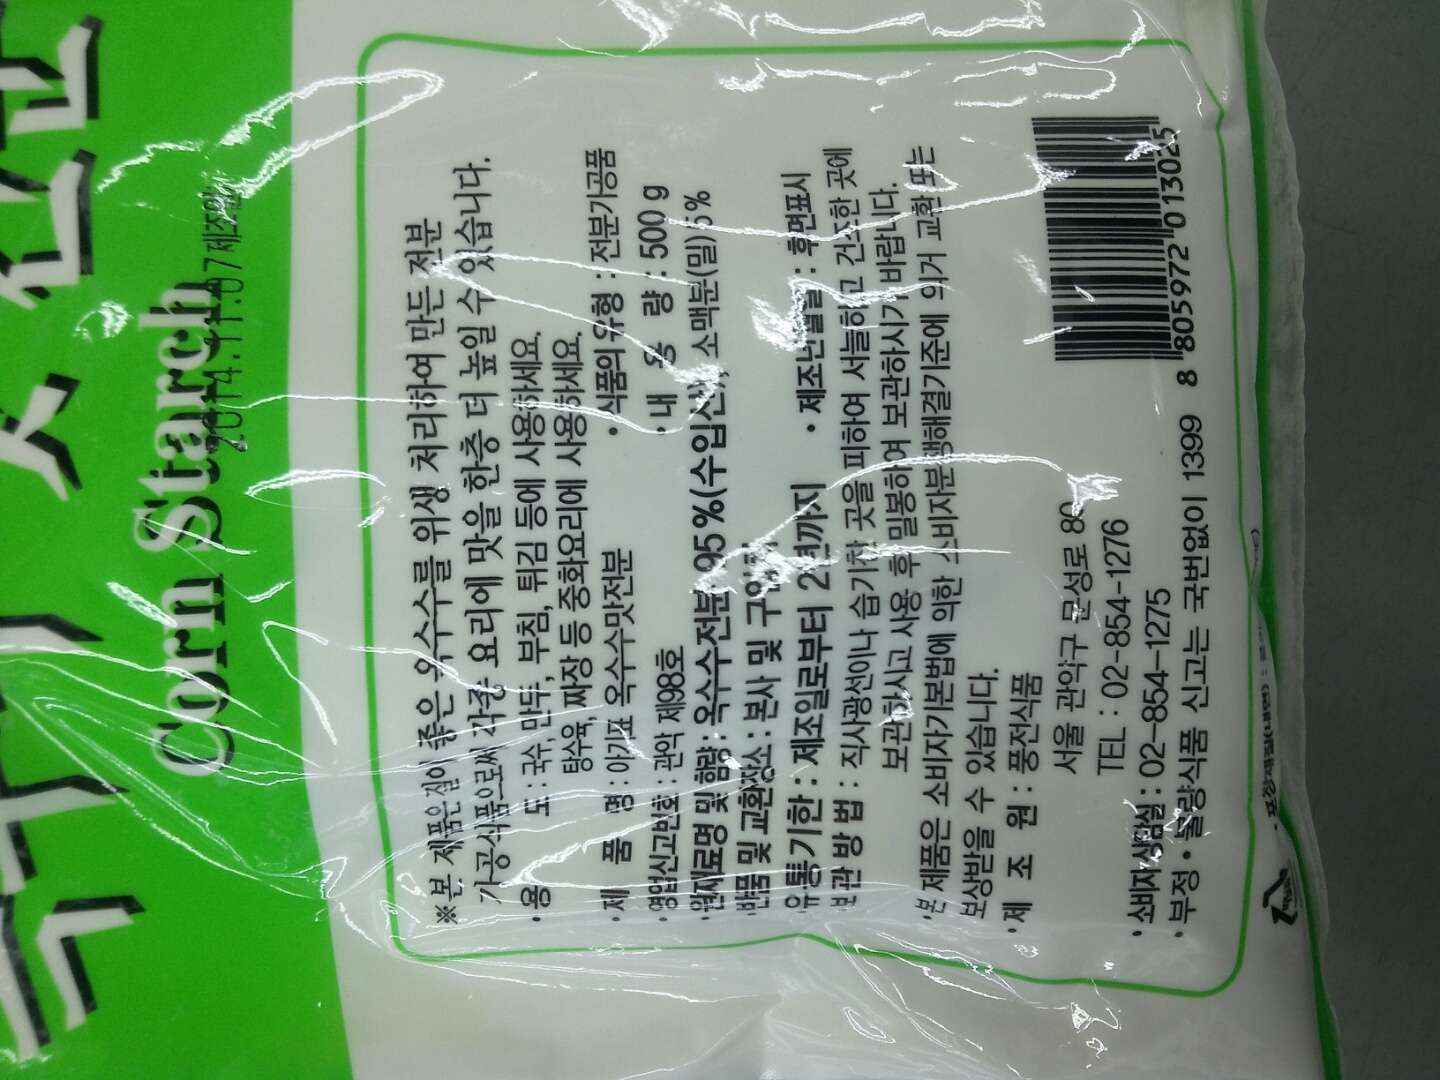 Corn Starch
2014.11.07제조일
※본 제품은 질이 좋은 옥수수를 위생 처리하여 만든 전분
가공식품으로써 각종 요리에 맛을 한층 더 높일 수 있습니다.
•용 도 : 국수, 만두, 부침, 튀김 등에 사용하세요.
탕수육, 짜장 등 중화요리에 사용하세요.
•제 품 명 : 아기표 옥수수맛전분 •식품의 유형 : 전분가공품
•영업신고번호 : 관악 제98호 •내 용 량 : 500 g
•원재료명 및 함량 : 옥수수전분 95%(수입산), 소맥분(밀) 5%
•반품 및 교환장소 : 본사 및 구입처
•유통기한 : 제조일로부터 2년까지 •제조년월일 : 후면표시
보관방법 : 직사광선이나 습기찬 곳을 피하여 서늘하고 건조한 곳에
보관하시고 사용 후 밀봉하여 보관하시기 바랍니다.
•본 제품은 소비자기본법에 의한 소비자분쟁해결기준에 의거 교환 또는
보상받을 수 있습니다.
•제 조 원 : 풍전식품
서울 관악구 문성로 80
TEL : 02-854-1276
•소비자상담실 : 02-854-1275
•부정•불량식품 신고는 국번없이 1399
8 805972 013025
•포장재질(내면) :